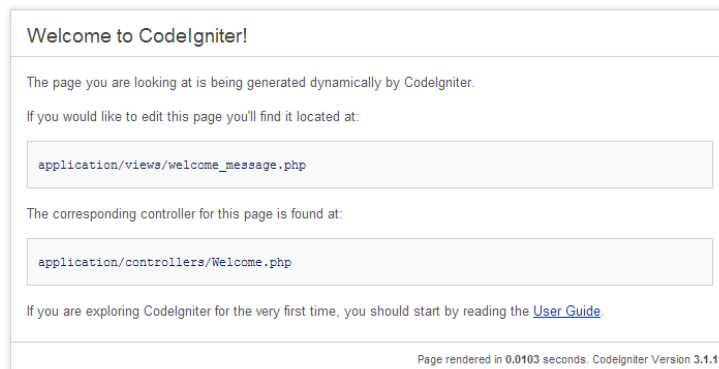 Welcome to CodeIgniter!
The page you are looking at is being generated dynamically by CodeIgniter.
If you would like to edit this page you'll find it located at:
application/views/welcome_message.php
The corresponding controller for this page is found at:
application/controllers/Welcome.php
If you are exploring CodeIgniter for the very first time, you should start by reading the User Guide.
Page rendered in 0.0103 seconds. CodeIgniter Version 3.1.1